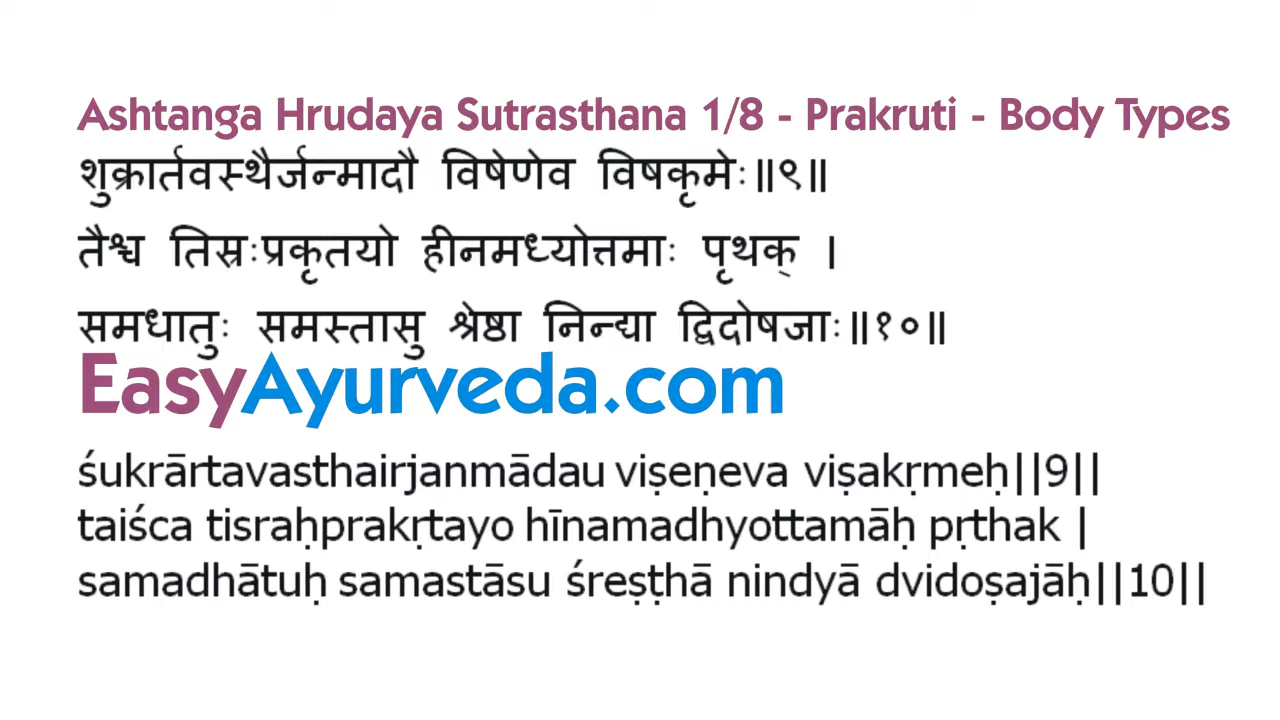 Ashtanga Hrudaya Sutrasthana 1/8 - Prakruti - Body Types
शुक्रार्तवस्थैर्जन्मादौ विषेणेव विषकृमेः॥९॥
तैश्च तिस्रःप्रकृतयो हीनमध्योत्तमाः पृथक् ।
समधातुः समस्तासु श्रेष्ठा निन्द्या द्विदोषजाः॥१०॥
EasyAyurveda.com
śukrārtavasthairjanmādau viṣeṇeva viṣakṛmeḥ||9||
taiśca tisraḥprakṛtayo hīnamadhyottamāḥ pṛthak |
samadhātuḥ samastāsu śreṣṭhā nindyā dvidoṣajāḥ||10||